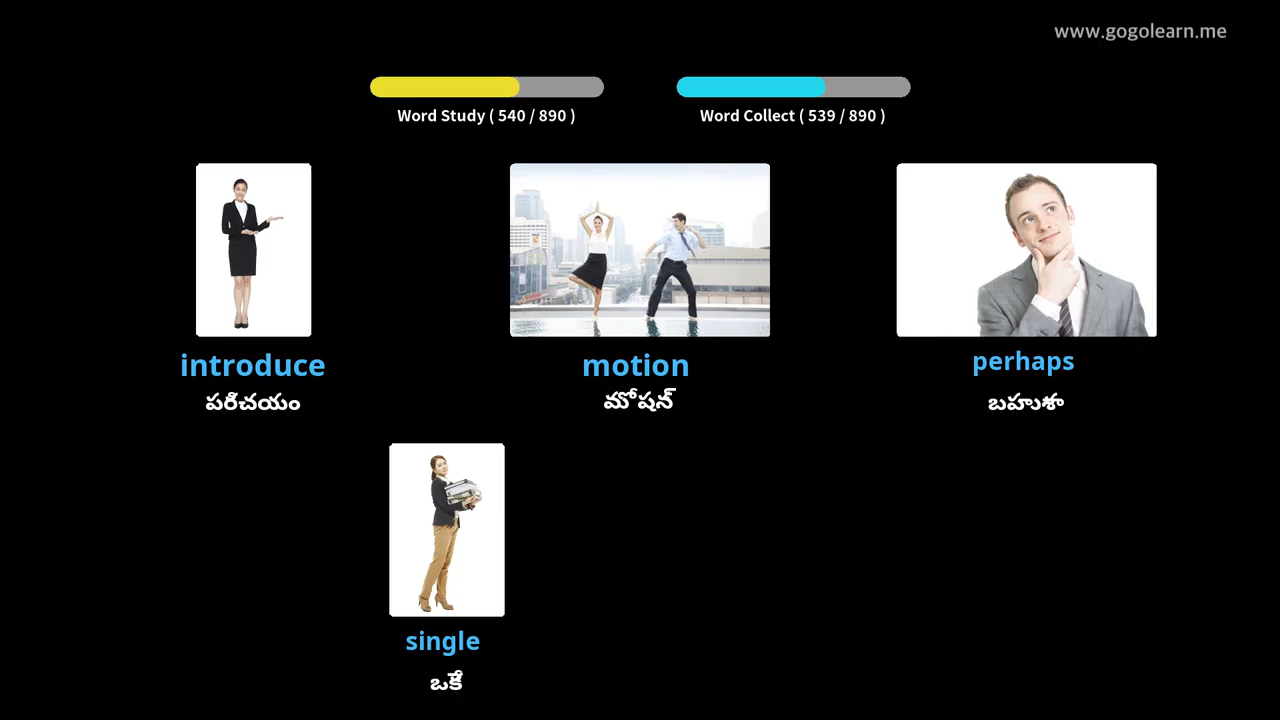 www.gogolearn.me
Word Study ( 540 / 890 )
Word Collect ( 539 / 890 )
introduce
పరిచయం
motion
మోషన్
perhaps
బహుశా
single
ఒకే